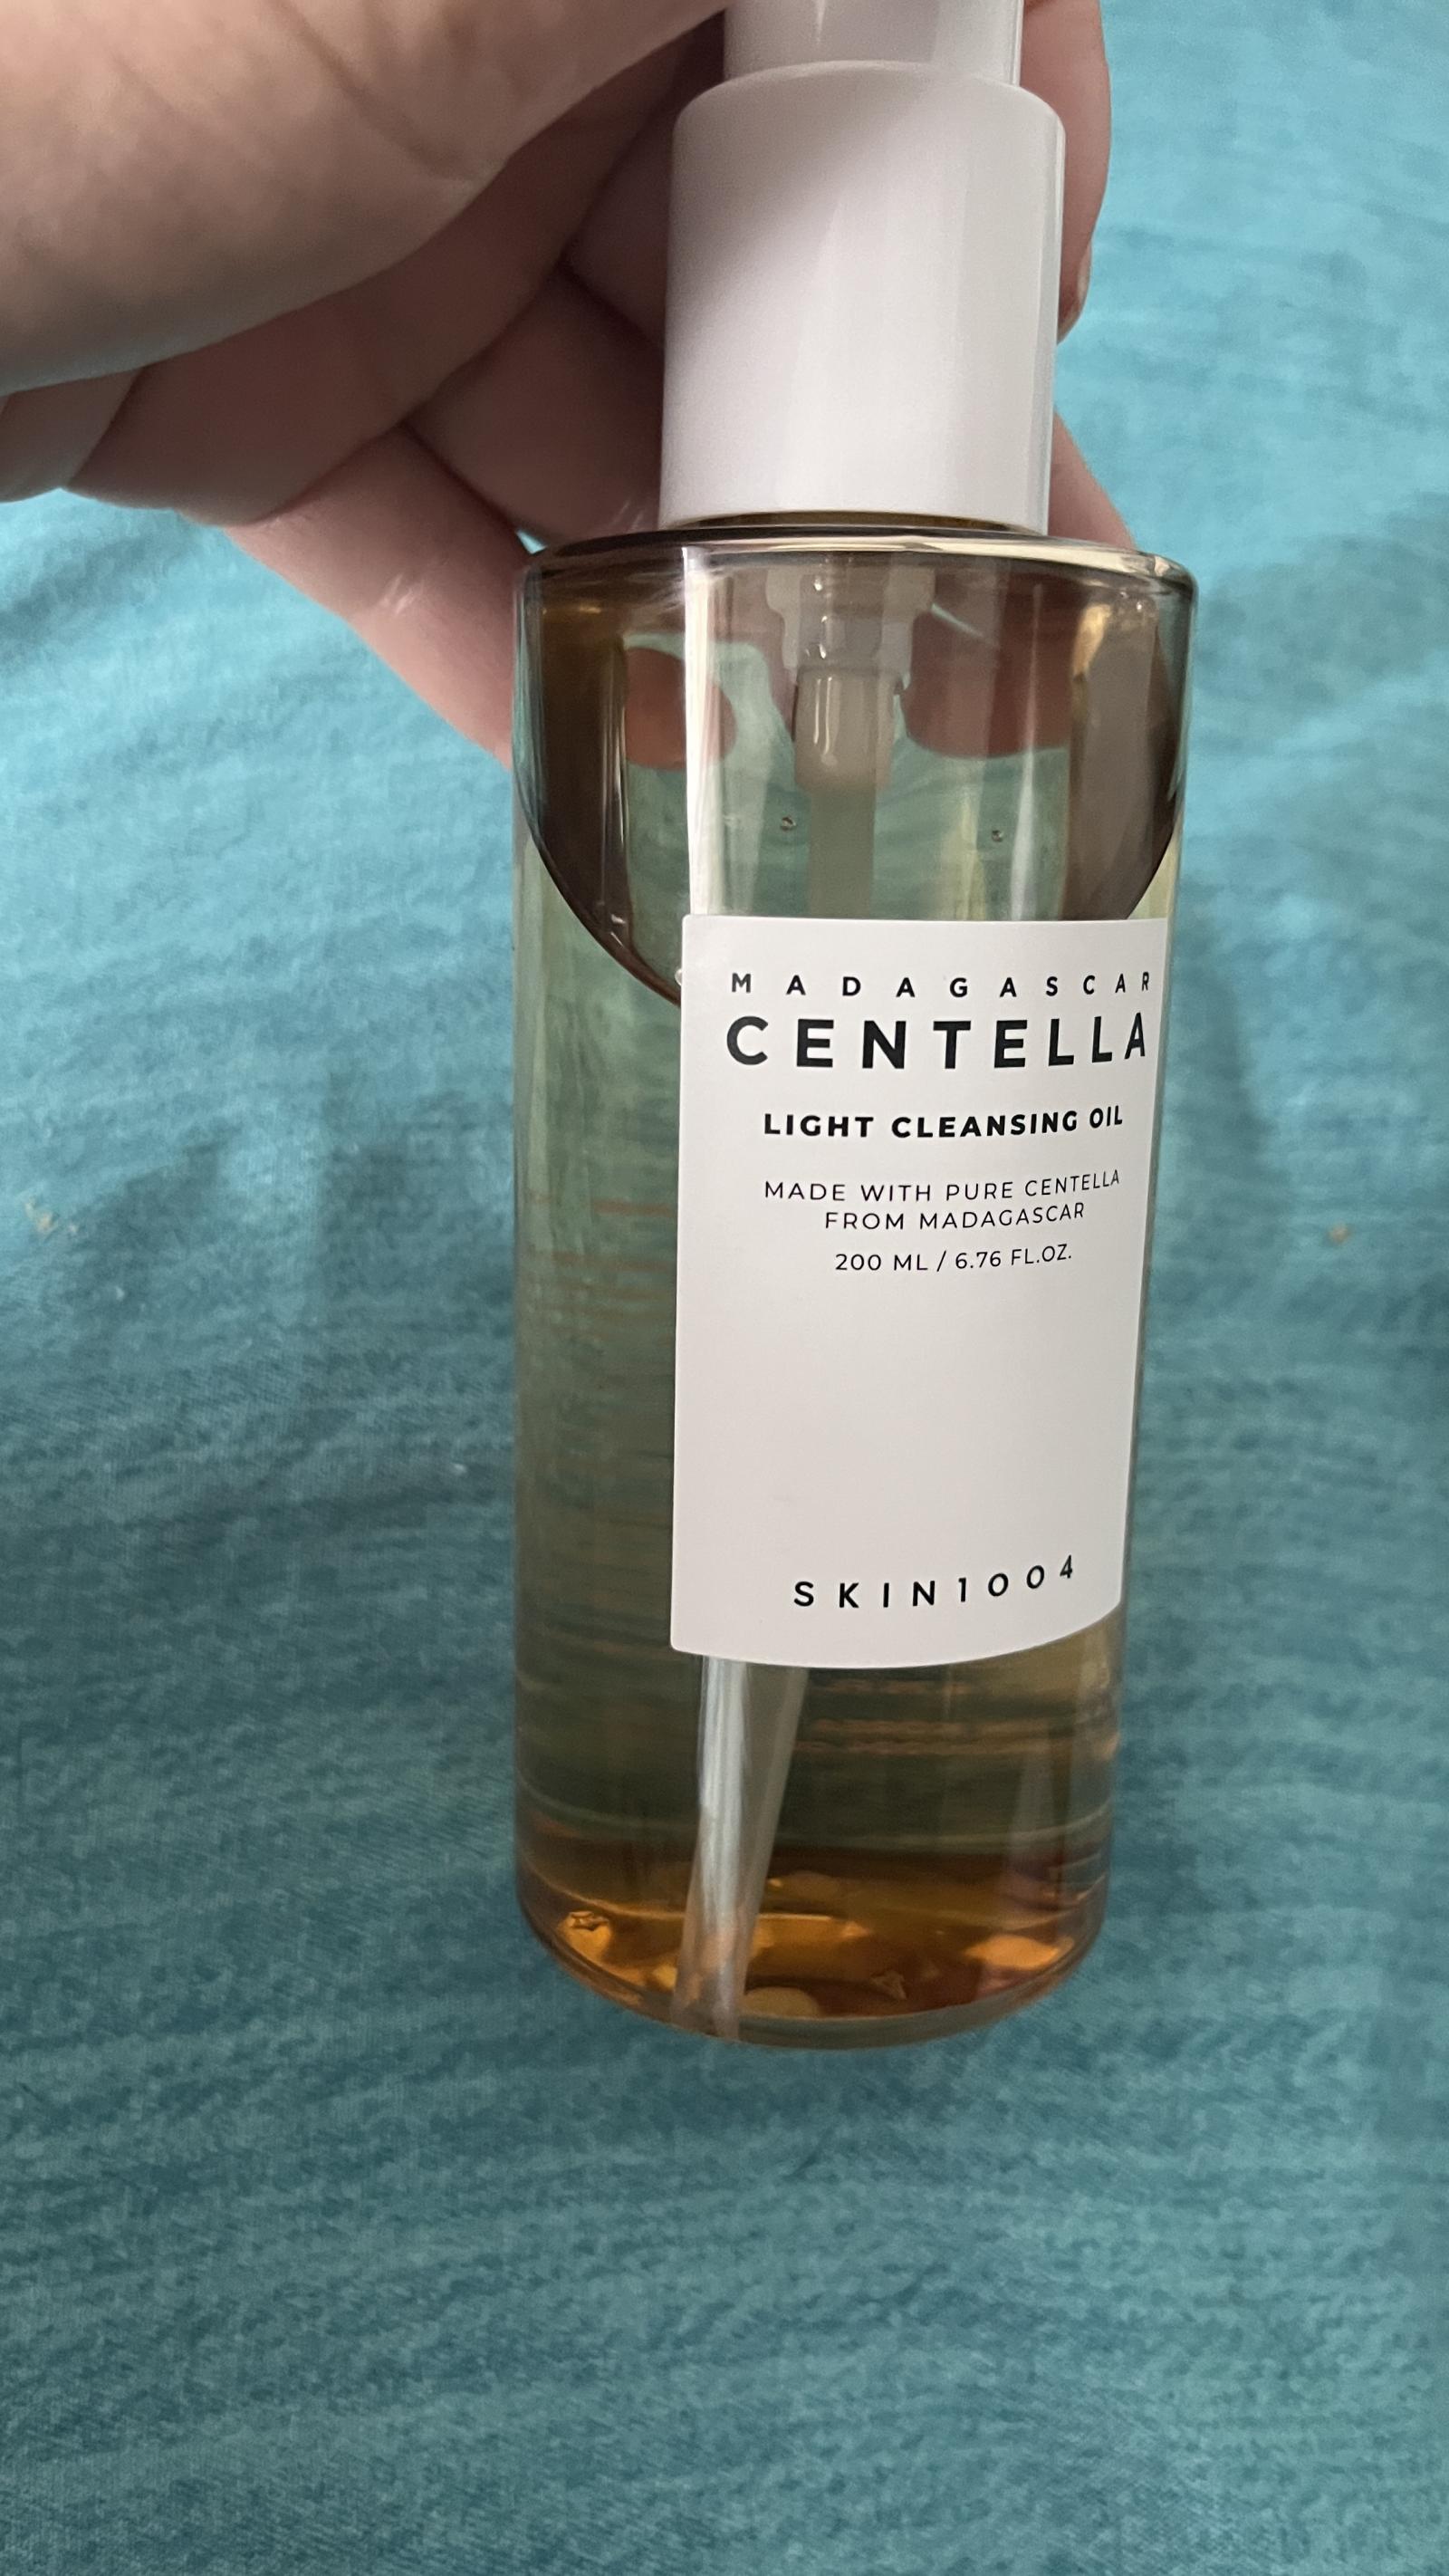 MADAGASCAR
CENTELLA
LIGHT CLEANSING OIL
MADE WITH PURE CENTELLA
FROM MADAGASCAR
200 ML / 6.76 FL.OZ.
SKIN1004